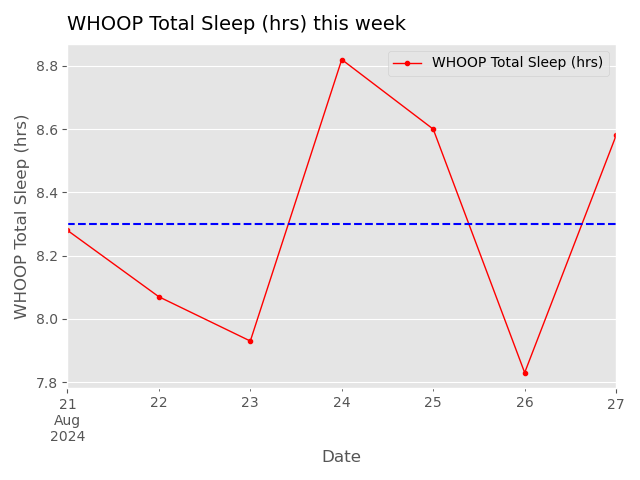 WHOOP Total Sleep (hrs) this week
WHOOP Total Sleep (hrs)
WHOOP Total Sleep (hrs)
8.8
8.6
8.4
8.2
8.0
7.8
21 22 23 24 25 26 27
Aug
2024
Date